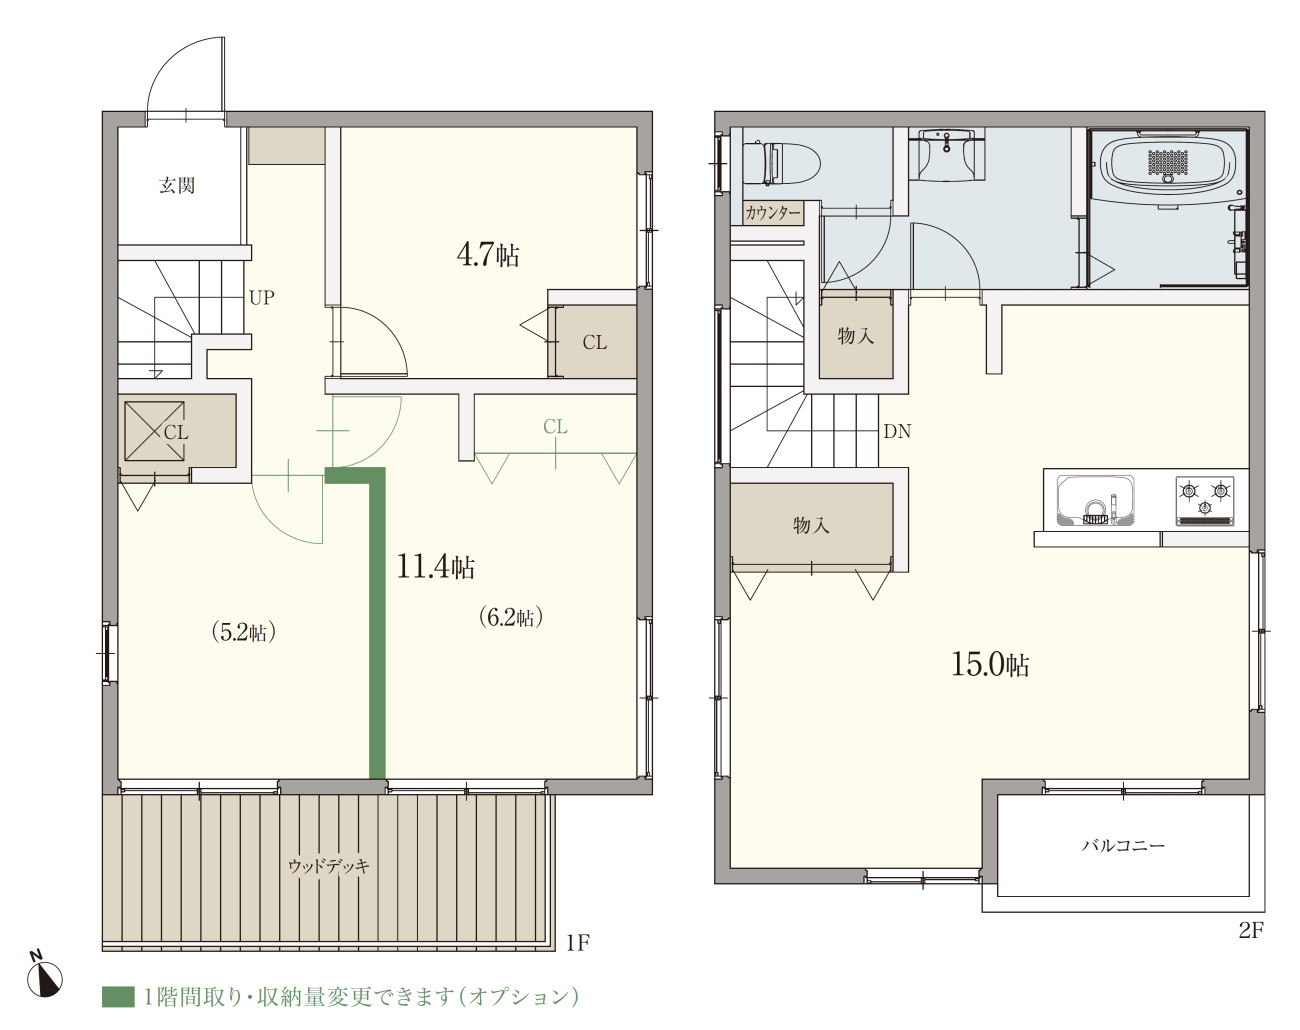 玄関
4.7帖
UP
CL
CL
CL
11.4帖
(5.2帖)
(6.2帖)
ウッドデッキ
1F
N
1階間取り・収納量変更できます(オプション)
カウンター
物入
DN
物入
15.0帖
バルコニー
2F